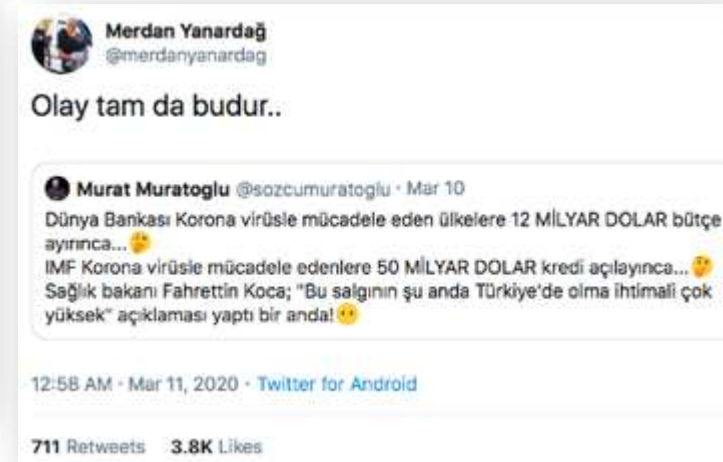 Merdan Yanardağ
@merdanyanardag
Olay tam da budur..
Murat Muratoglu @sozcumuratoglu · Mar 10
Dünya Bankası Korona virüsle mücadele eden ülkelere 12 MİLYAR DOLAR bütçe
ayırınca...🤔
IMF Korona virüsle mücadele edenlere 50 MİLYAR DOLAR kredi açılayınca...🤔
Sağlık bakanı Fahrettin Koca; "Bu salgının şu anda Türkiye'de olma ihtimali çok
yüksek" açıklaması yaptı bir anda!😶
12:58 AM · Mar 11, 2020 · Twitter for Android
711 Retweets 3.8K Likes